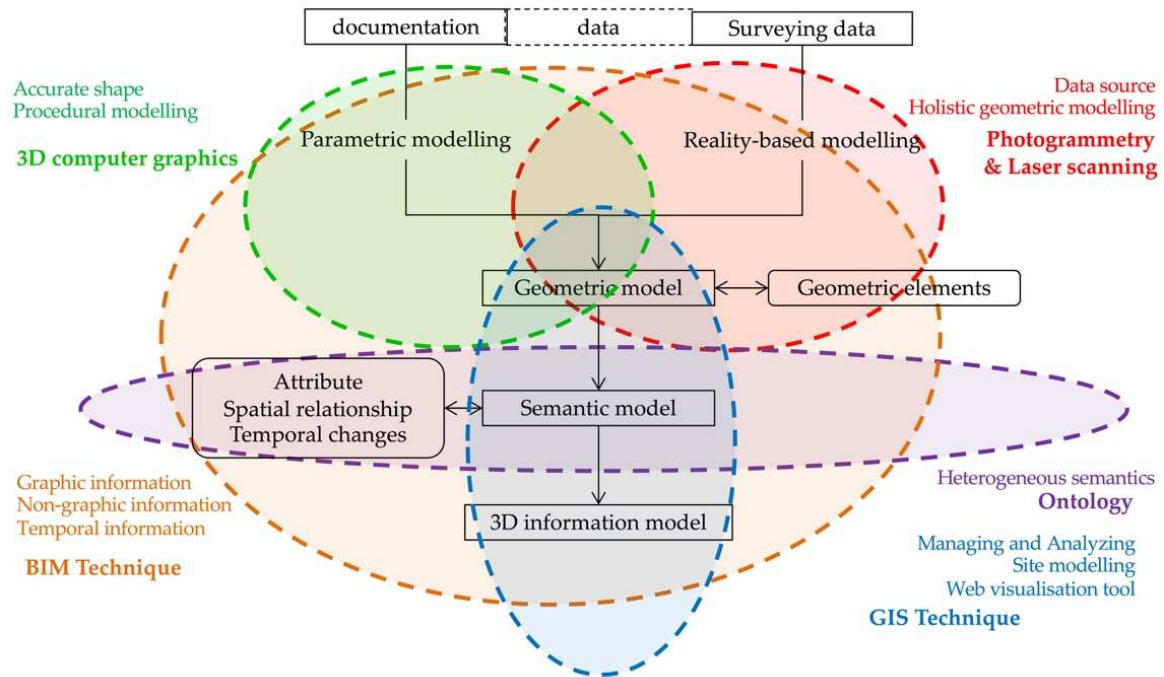 documentation
data
Surveying data
Accurate shape
Procedural modelling
3D computer graphics
Data source
Holistic geometric modelling
Photogrammetry
& Laser scanning
Parametric modelling
Reality-based modelling
Geometric model
Geometric elements
Attribute
Spatial relationship
Temporal changes
Semantic model
Graphic information
Non-graphic information
Temporal information
BIM Technique
3D information model
Heterogeneous semantics
Ontology
Managing and Analyzing
Site modelling
Web visualisation tool
GIS Technique